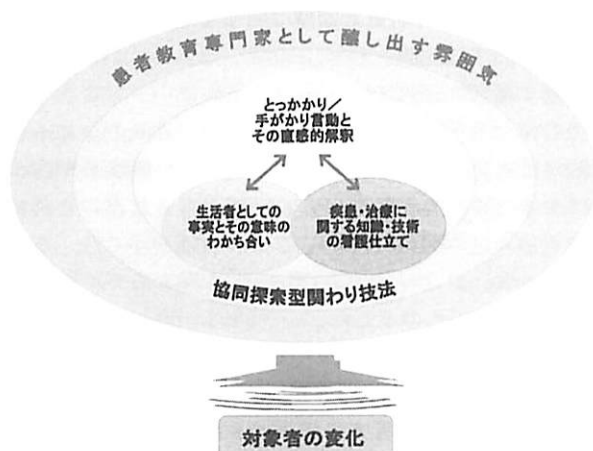 患者教育専門家として醸し出す雰囲気
とっかかり／
手がかり言動と
その直感的解釈
生活者としての
事実とその意味の
わかち合い
疾患・治療に
関する知識・技術
の看護仕立て
協同探索型関わり技法
対象者の変化